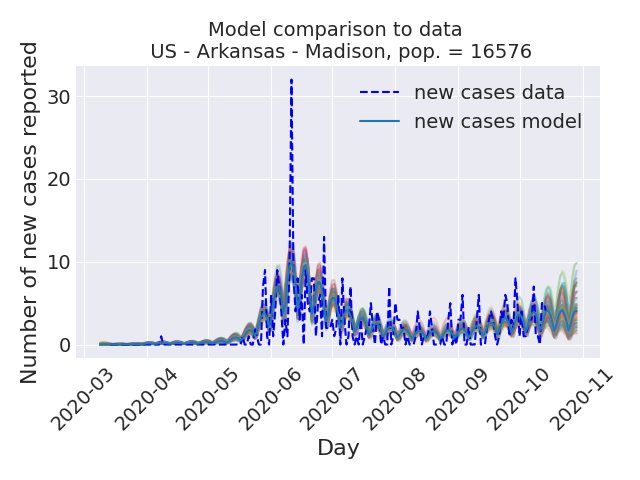 Model comparison to data
US - Arkansas - Madison, pop. = 16576
Number of new cases reported
30
20
10
0
new cases data
new cases model
2020-03
2020-04
2020-05
2020-06
2020-07
2020-08
2020-09
2020-10
2020-11
Day